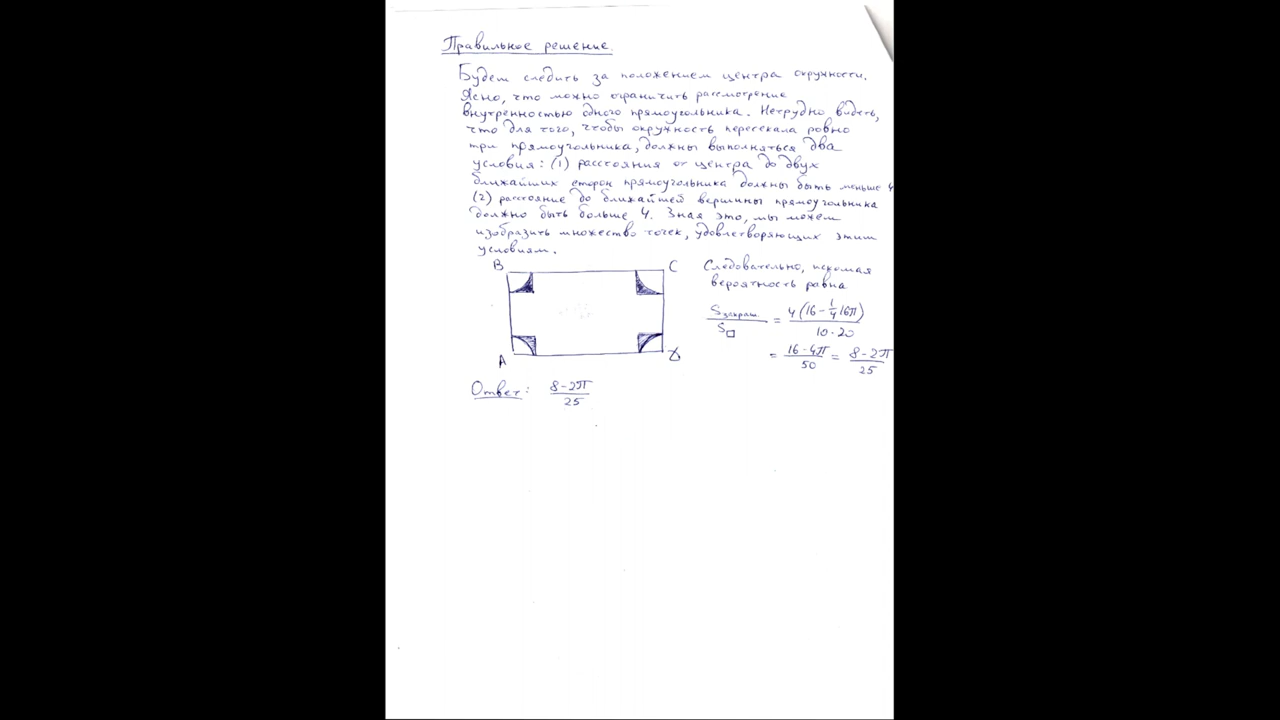 Правильное решение.
Будем следить за положением центра окружности.
Ясно, что можно ограничить рассмотрение
внутренностью одного прямоугольника. Нетрудно видеть,
что для того, чтобы окружность пересекала ровно
три прямоугольника, должны выполняться два
условия: (1) расстояния от центра до двух
ближайших сторон прямоугольника должны быть меньше 4
(2) расстояние до ближайшей вершины прямоугольника
должно быть больше 4. Зная это, мы можем
изобразить множество точек, удовлетворяющих этим
условиям.
B C
A D
Следовательно, искомая
вероятность равна
Sзакраш. / S□ = 4(16 - 1/4 16π) / 10·20
= 16-4π / 50 = 8-2π / 25
Ответ: 8-2π / 25